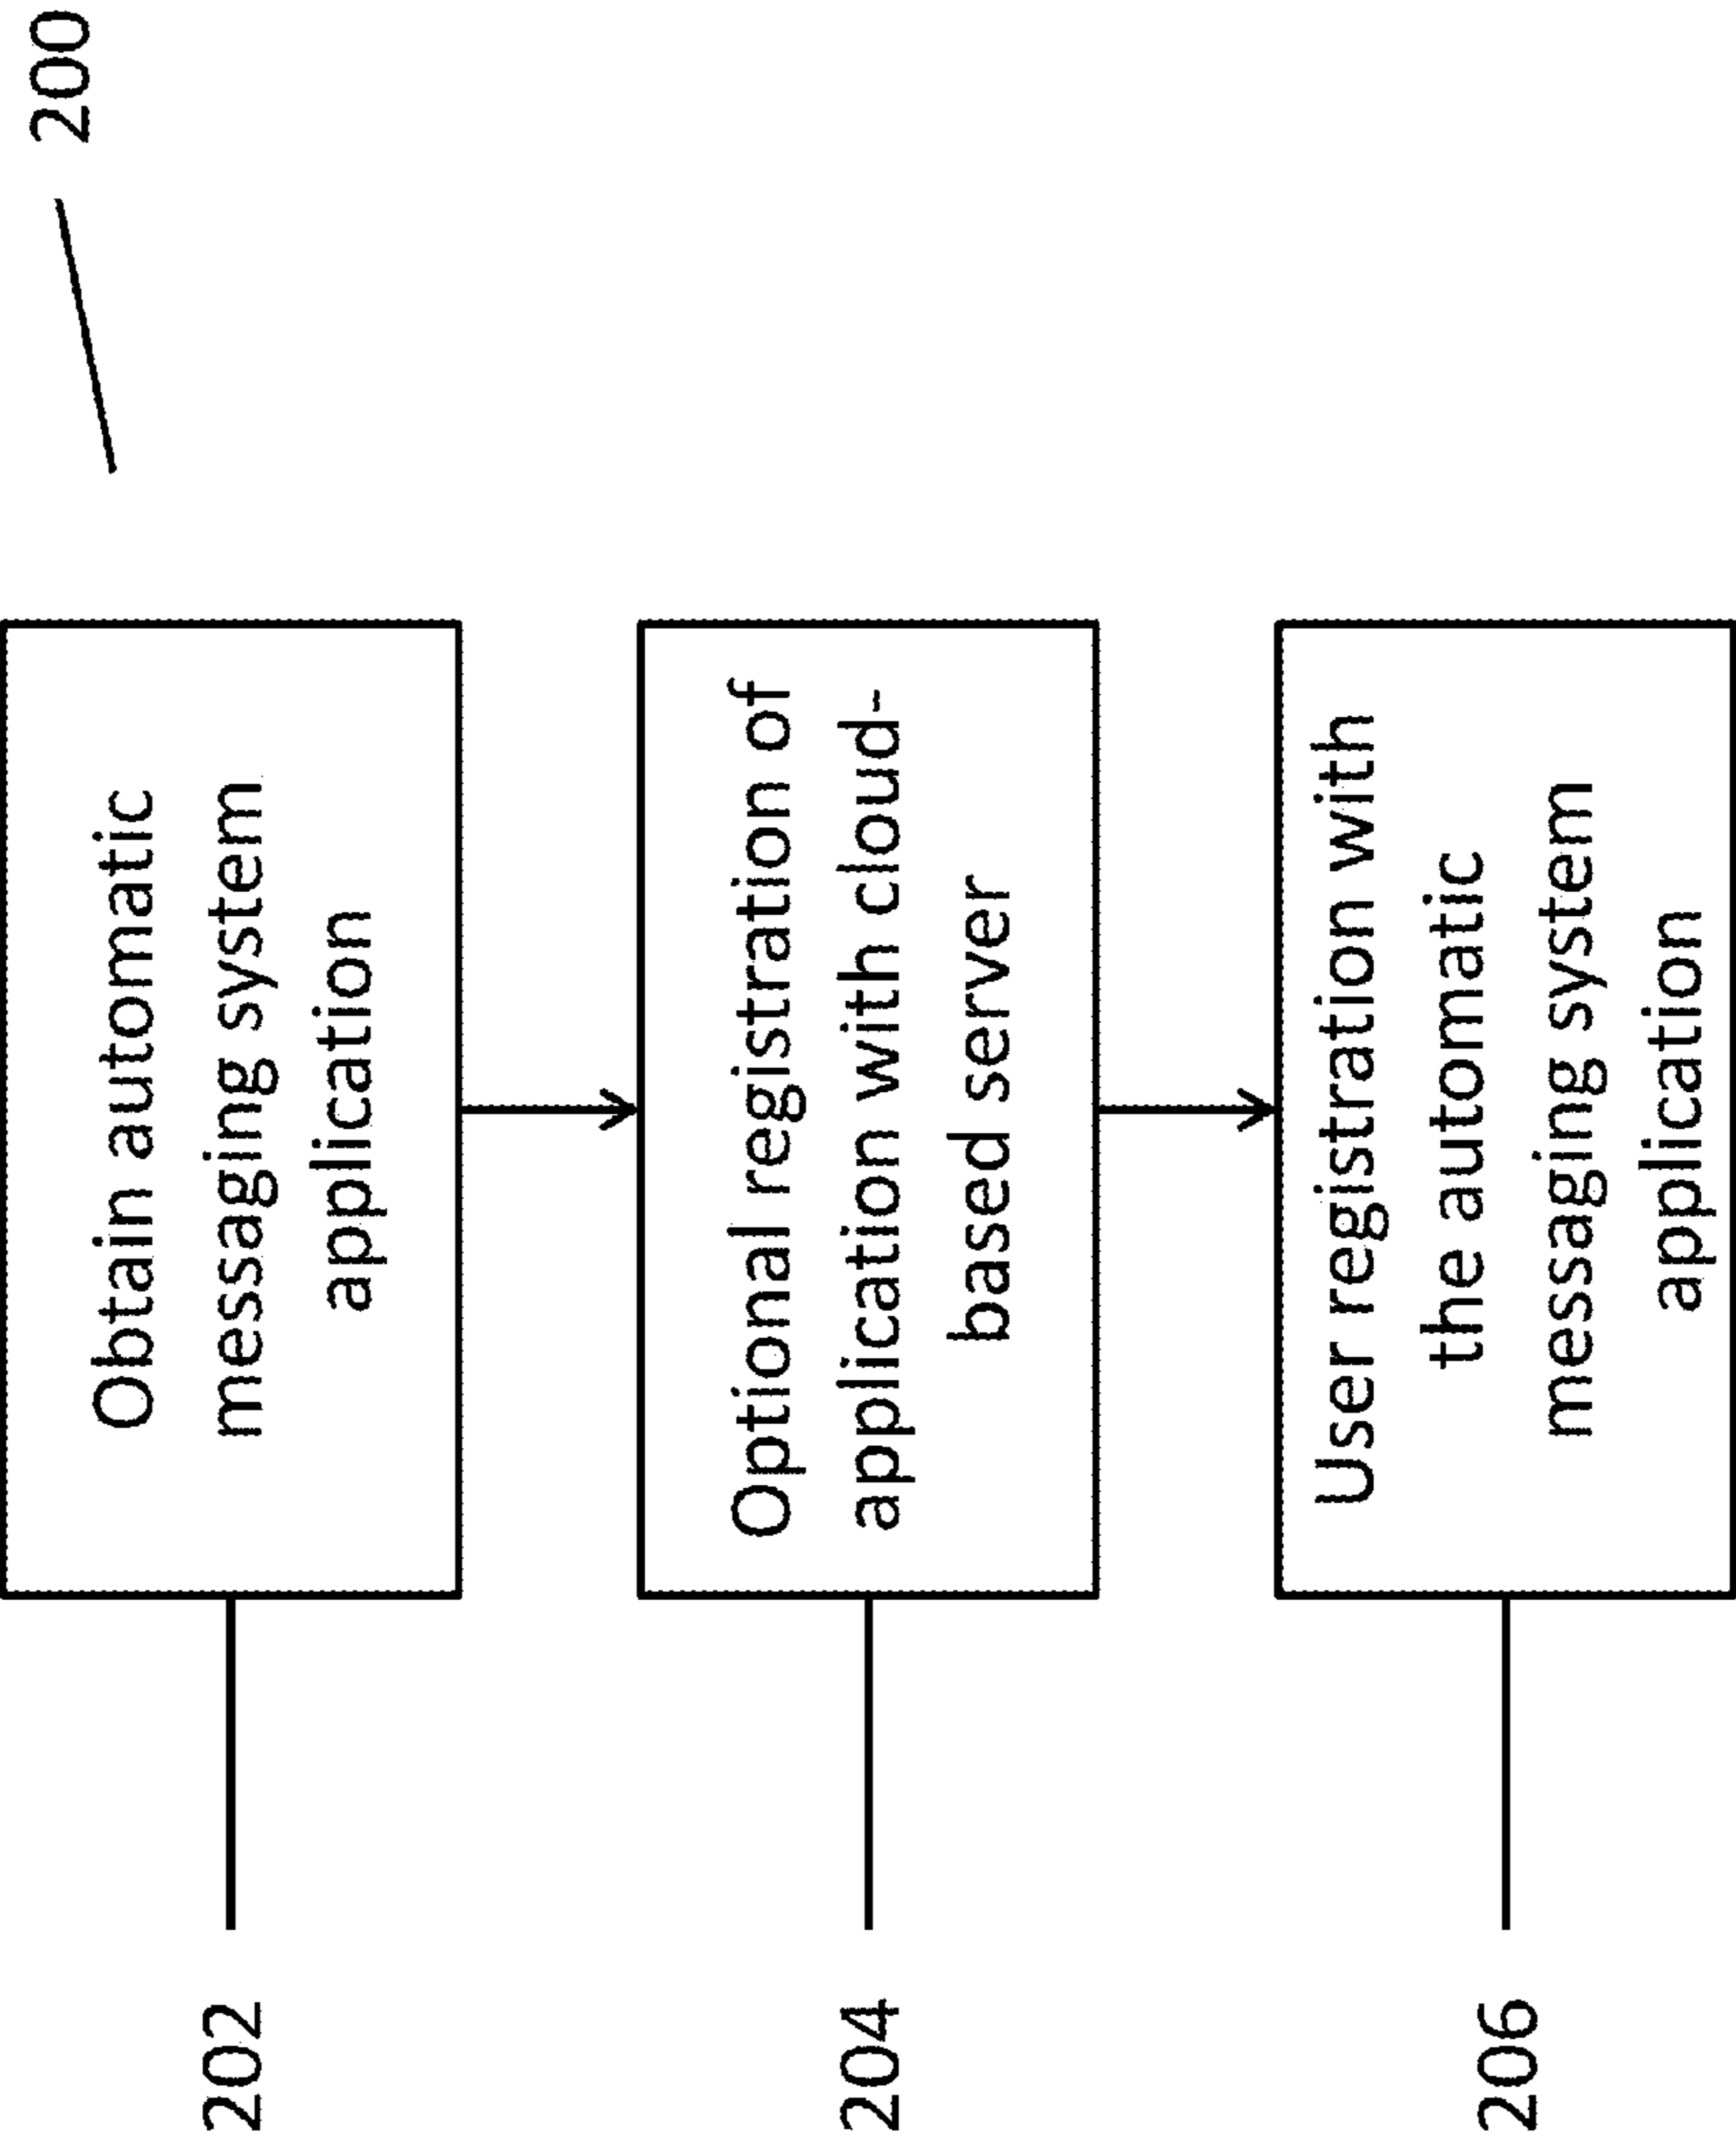 200
202
Obtain automatic
messaging system
application
204
Optional registration of
application with cloud-
based server
206
User registration with
the automatic
messaging system
application